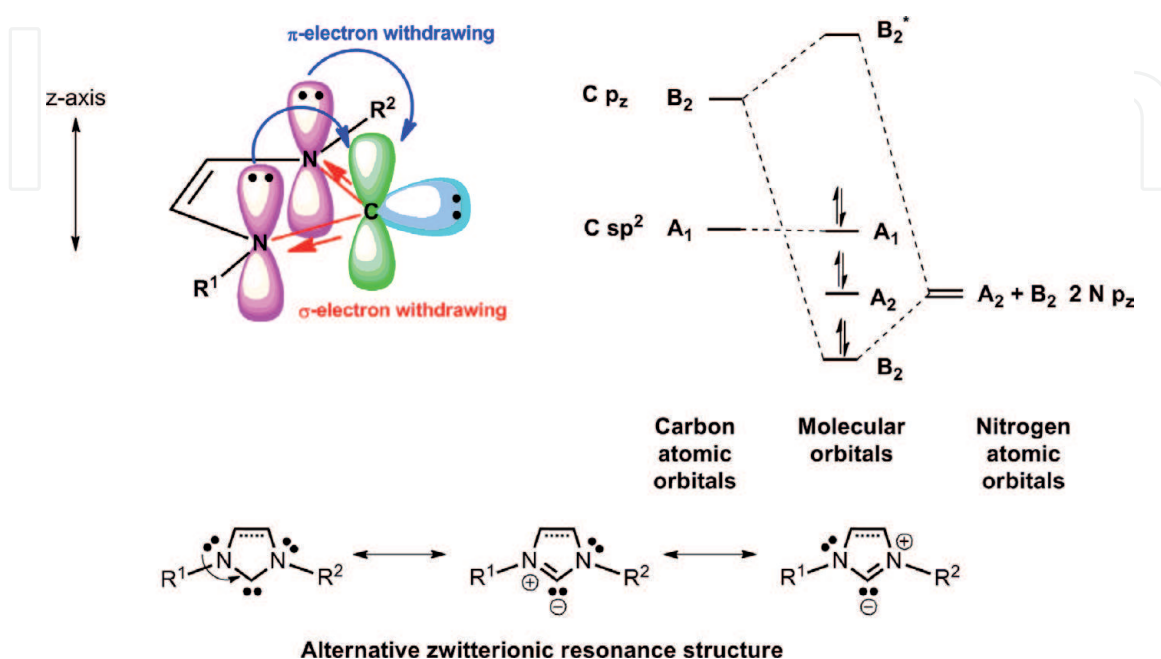 π-electron withdrawing
z-axis
R²
N
N
C
R¹
σ-electron withdrawing
B₂*
C pz B₂
C sp² A₁ A₁
A₂ A₂ + B₂ 2 N pz
B₂
Carbon Molecular Nitrogen
atomic orbitals atomic
orbitals orbitals
N N N N N N
R¹ R² R¹ ⊕ R² R¹ ⊕ R²
⊖ ⊖
Alternative zwitterionic resonance structure